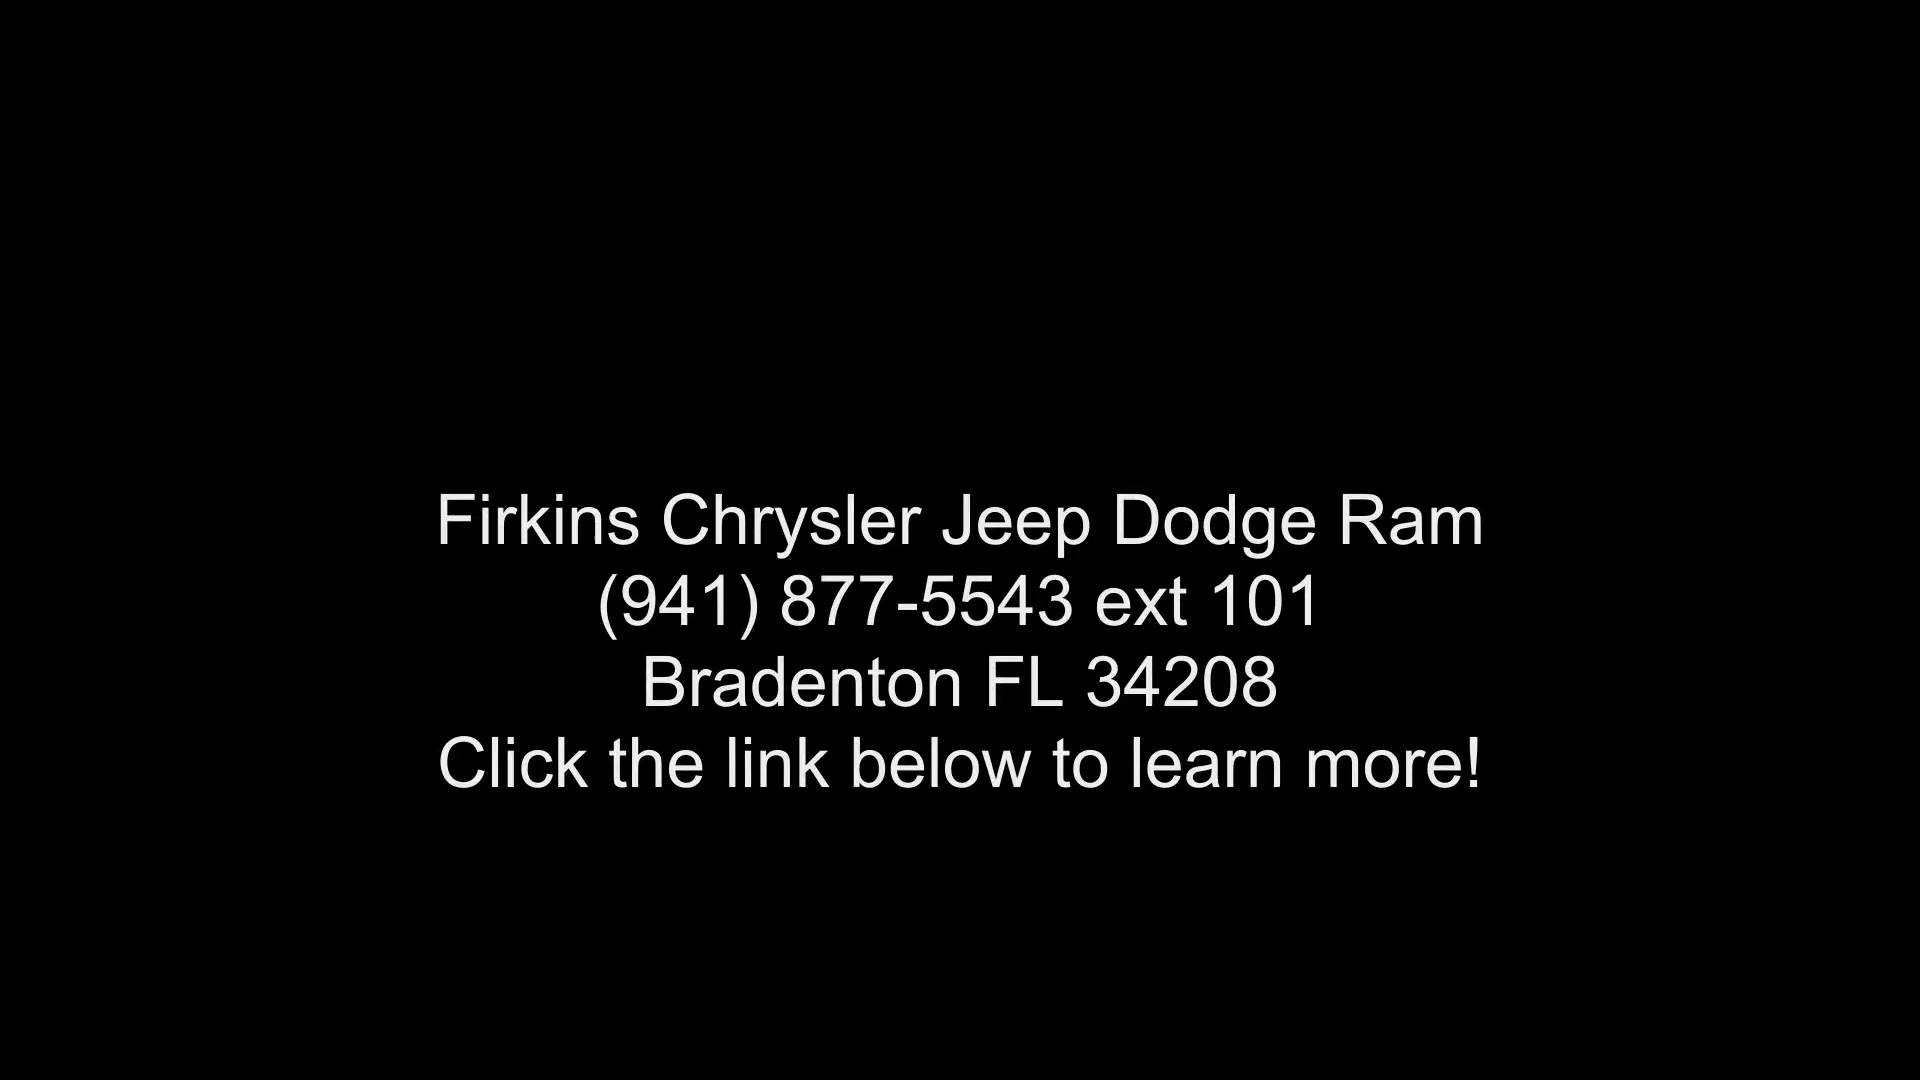 Firkins Chrysler Jeep Dodge Ram
(941) 877-5543 ext 101
Bradenton FL 34208
Click the link below to learn more!